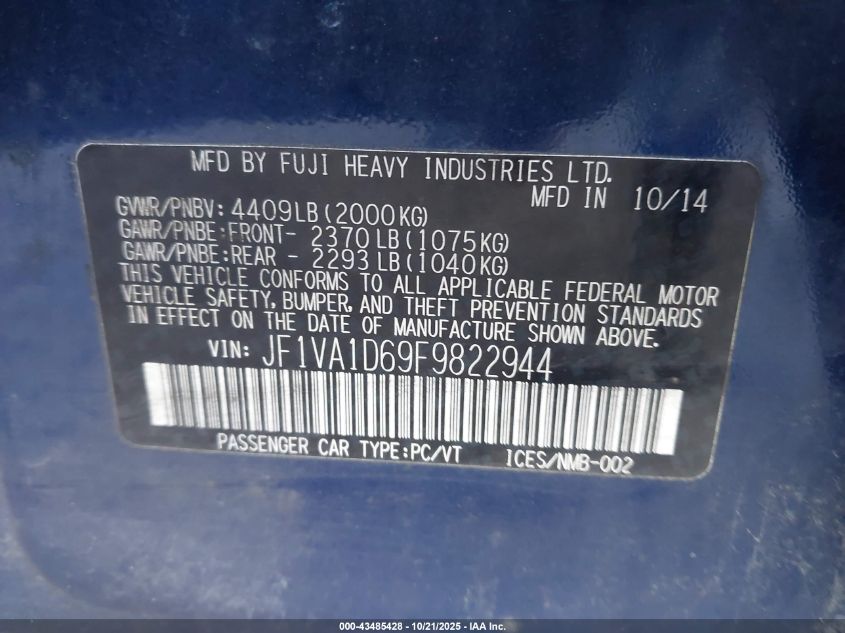 MFD BY FUJI HEAVY INDUSTRIES LTD.
MFD IN 10/14
GVWR/PNBV: 4409LB (2000KG)
GAWR/PNBE:FRONT- 2370LB (1075KG)
GAWR/PNBE:REAR - 2293LB (1040KG)
THIS VEHICLE CONFORMS TO ALL APPLICABLE FEDERAL MOTOR
VEHICLE SAFETY, BUMPER, AND THEFT PREVENTION STANDARDS
IN EFFECT ON THE DATE OF MANUFACTURE SHOWN ABOVE.
VIN: JF1VA1D69F9822944
PASSENGER CAR TYPE:PC/VT ICES/NMB-002
000-43485428 - 10/21/2025 - IAA Inc.